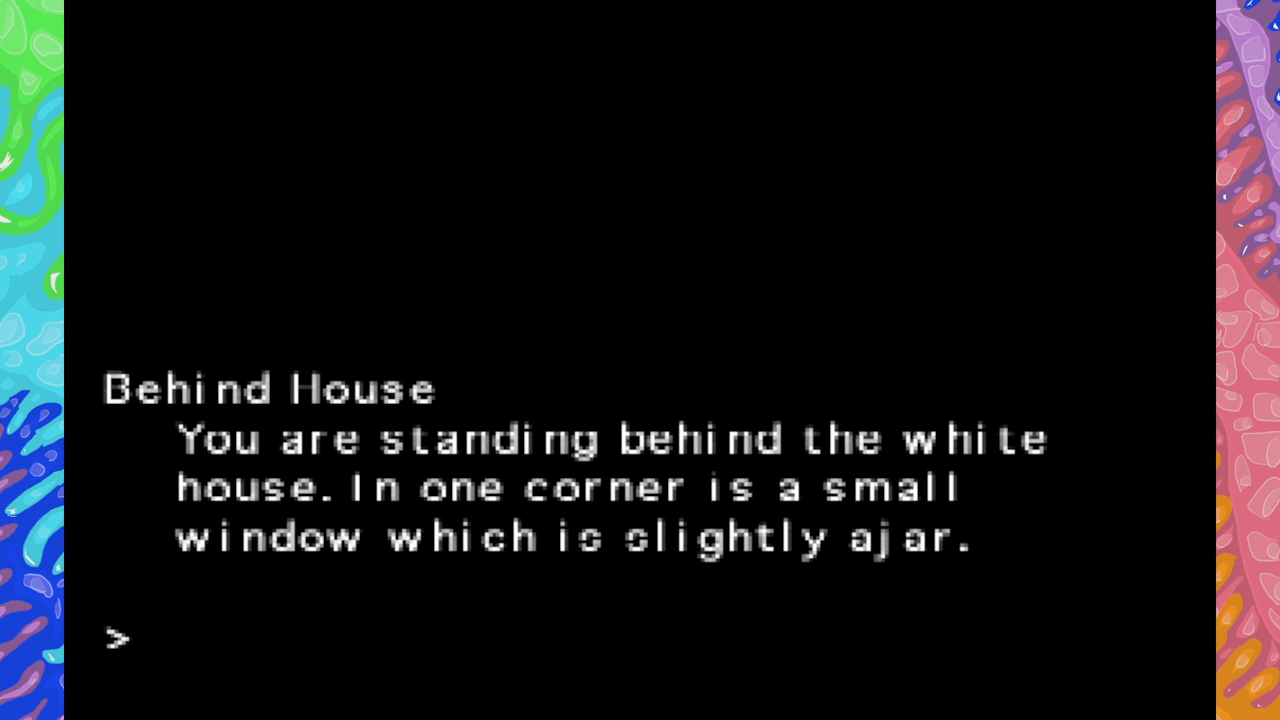 Behind House
You are standing behind the white
house. In one corner is a small
window which is slightly ajar.
>